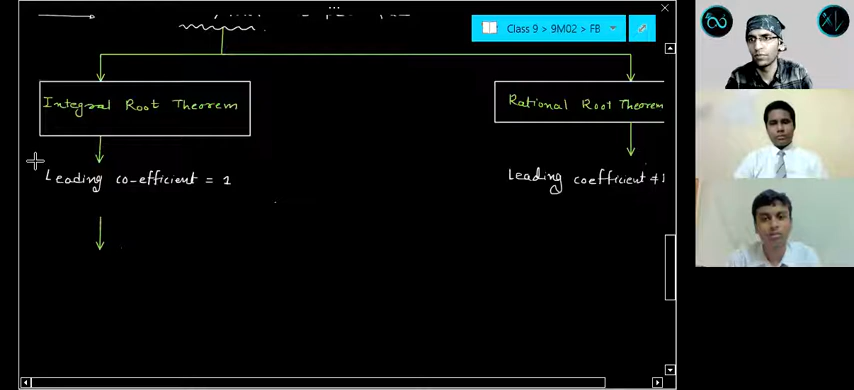 Class 9 > 9M02 > FB
Integral Root Theorem
Rational Root Theorem
Leading co-efficient = 1
Leading coefficient ≠1